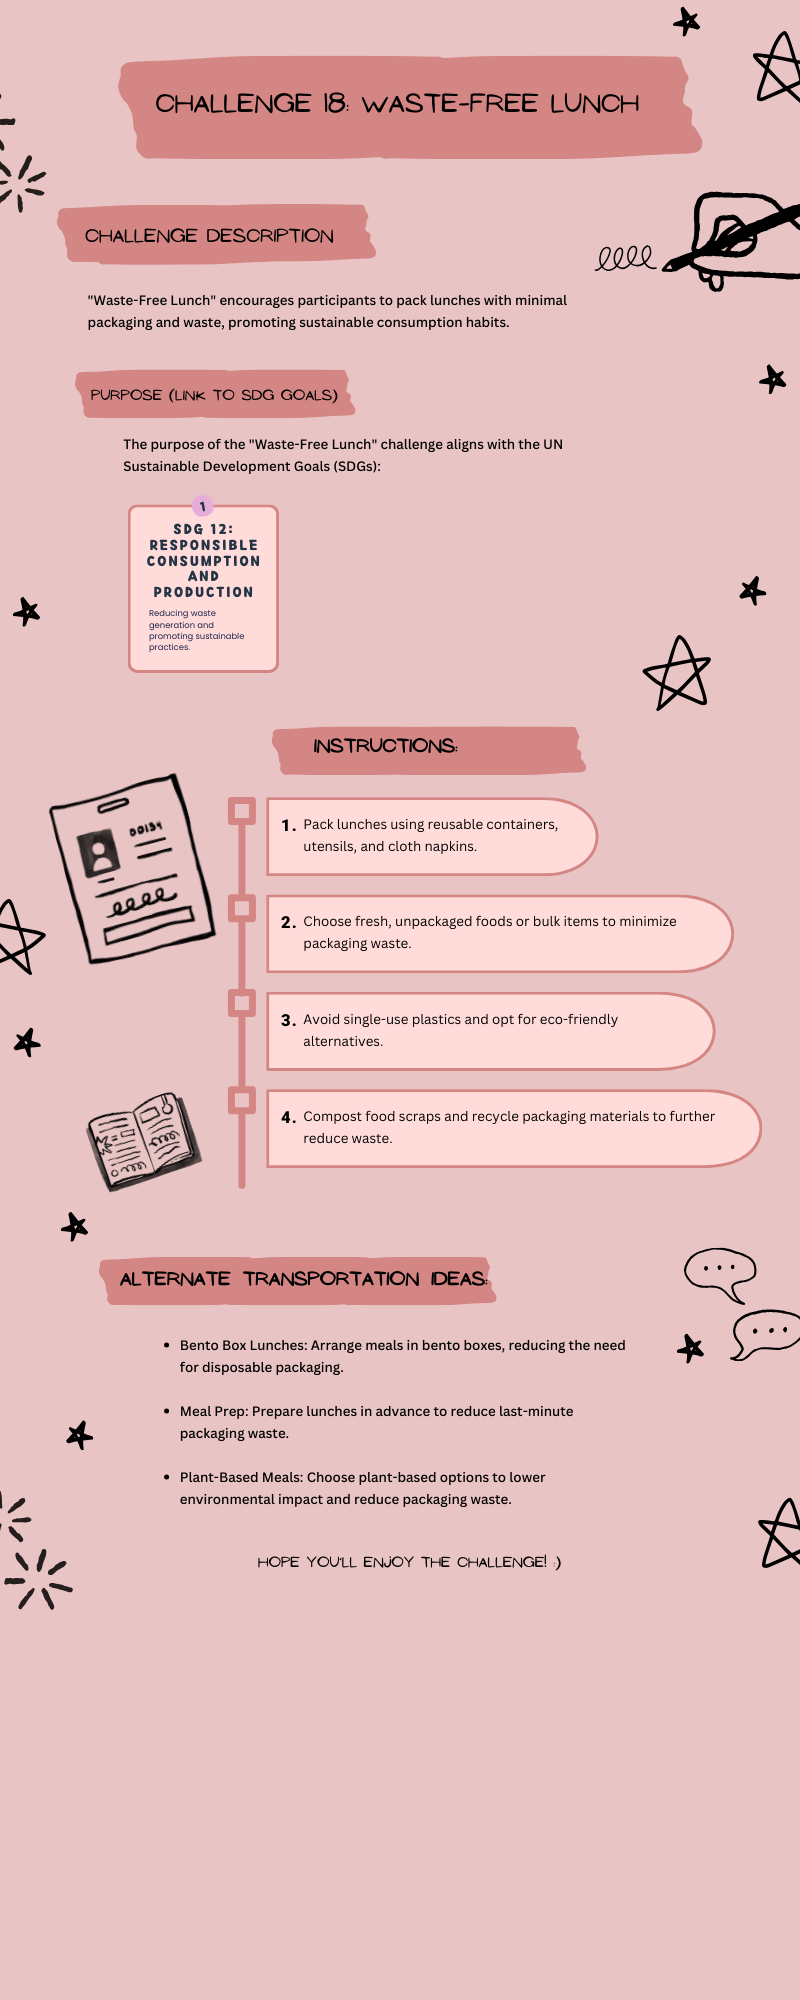 CHALLENGE 18: WASTE-FREE LUNCH
CHALLENGE DESCRIPTION
"Waste-Free Lunch" encourages participants to pack lunches with minimal
packaging and waste, promoting sustainable consumption habits.
PURPOSE (LINK TO SDG GOALS)
The purpose of the "Waste-Free Lunch" challenge aligns with the UN
Sustainable Development Goals (SDGs):
1
SDG 12:
RESPONSIBLE
CONSUMPTION
AND
PRODUCTION
Reducing waste
generation and
promoting sustainable
practices.
INSTRUCTIONS:
1. Pack lunches using reusable containers,
utensils, and cloth napkins.
2. Choose fresh, unpackaged foods or bulk items to minimize
packaging waste.
3. Avoid single-use plastics and opt for eco-friendly
alternatives.
4. Compost food scraps and recycle packaging materials to further
reduce waste.
ALTERNATE TRANSPORTATION IDEAS:
• Bento Box Lunches: Arrange meals in bento boxes, reducing the need
for disposable packaging.
• Meal Prep: Prepare lunches in advance to reduce last-minute
packaging waste.
• Plant-Based Meals: Choose plant-based options to lower
environmental impact and reduce packaging waste.
HOPE YOU'LL ENJOY THE CHALLENGE! :)